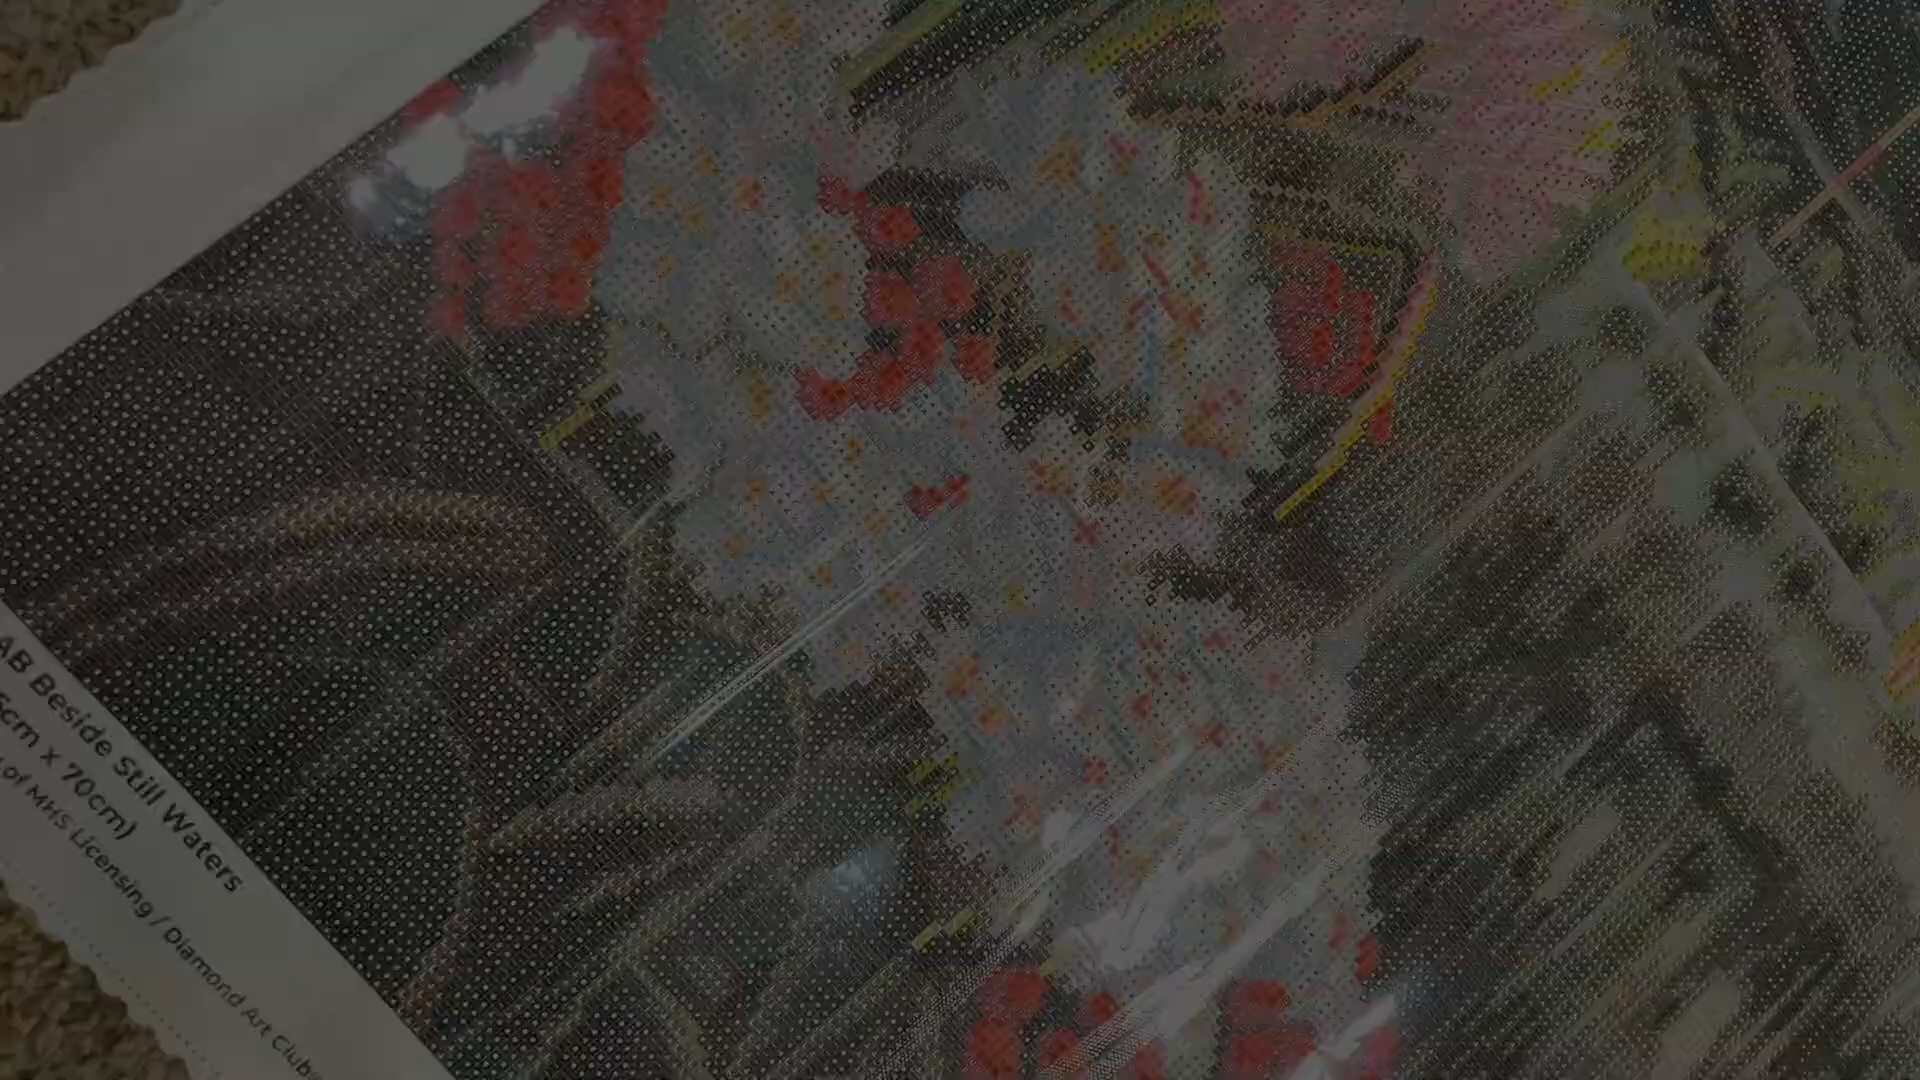 AB Beside Still Waters
5cm x 70cm)
of MHS Licensing / Diamond Art Club